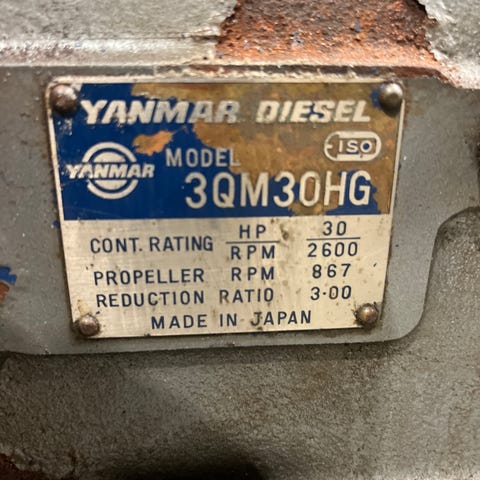 YANMAR DIESEL
ISO
YANMAR
MODEL
3QM30HG
CONT. RATING HP 30
RPM 2600
PROPELLER RPM 867
REDUCTION RATIO 3·00
MADE IN JAPAN